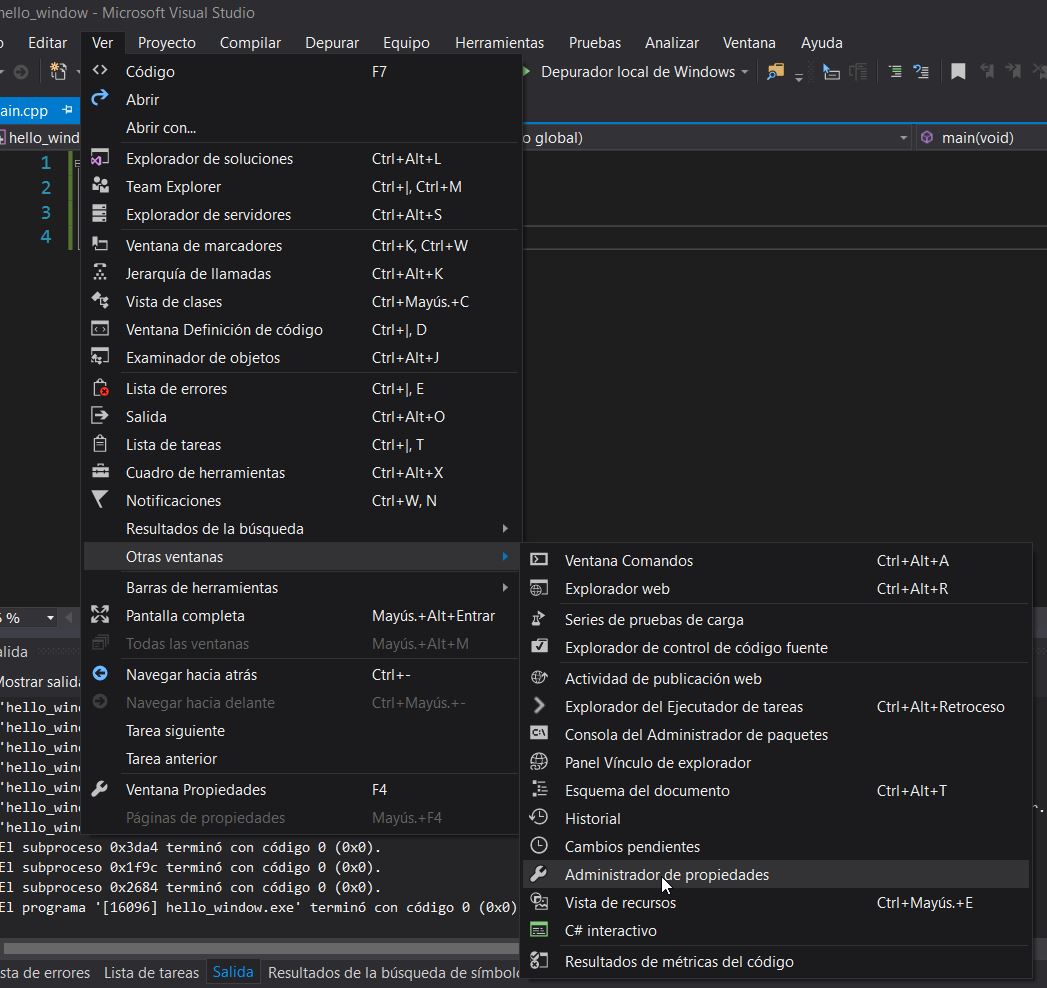 hello_window - Microsoft Visual Studio
Editar Ver Proyecto Compilar Depurar Equipo Herramientas Pruebas Analizar Ventana Ayuda
Depurador local de Windows
Código F7
Abrir
Abrir con...
Explorador de soluciones Ctrl+Alt+L
Team Explorer Ctrl+|, Ctrl+M
Explorador de servidores Ctrl+Alt+S
Ventana de marcadores Ctrl+K, Ctrl+W
Jerarquía de llamadas Ctrl+Alt+K
Vista de clases Ctrl+Mayús.+C
Ventana Definición de código Ctrl+|, D
Examinador de objetos Ctrl+Alt+J
Lista de errores Ctrl+|, E
Salida Ctrl+Alt+O
Lista de tareas Ctrl+|, T
Cuadro de herramientas Ctrl+Alt+X
Notificaciones Ctrl+W, N
Resultados de la búsqueda
Otras ventanas
Barras de herramientas
Pantalla completa Mayús.+Alt+Entrar
Todas las ventanas Mayús.+Alt+M
Navegar hacia atrás Ctrl+-
Navegar hacia delante Ctrl+Mayús.+-
Tarea siguiente
Tarea anterior
Ventana Propiedades F4
Páginas de propiedades Mayús.+F4
Ventana Comandos Ctrl+Alt+A
Explorador web Ctrl+Alt+R
Series de pruebas de carga
Explorador de control de código fuente
Actividad de publicación web
Explorador del Ejecutador de tareas Ctrl+Alt+Retroceso
Consola del Administrador de paquetes
Panel Vínculo de explorador
Esquema del documento Ctrl+Alt+T
Historial
Cambios pendientes
Administrador de propiedades
Vista de recursos Ctrl+Mayús.+E
C# interactivo
Resultados de métricas del código
ain.cpp
hello_wind
o global)
main(void)
1
2
3
4
5 %
alida
Mostrar salida
'hello_wind
'hello_wind
'hello_wind
'hello_wind
'hello_wind
'hello_wind
'hello_wind
El subproceso 0x3da4 terminó con código 0 (0x0).
El subproceso 0x1f9c terminó con código 0 (0x0).
El subproceso 0x2684 terminó con código 0 (0x0).
El programa '[16096] hello_window.exe' terminó con código 0 (0x0)
sta de errores Lista de tareas Salida Resultados de la búsqueda de símbolo